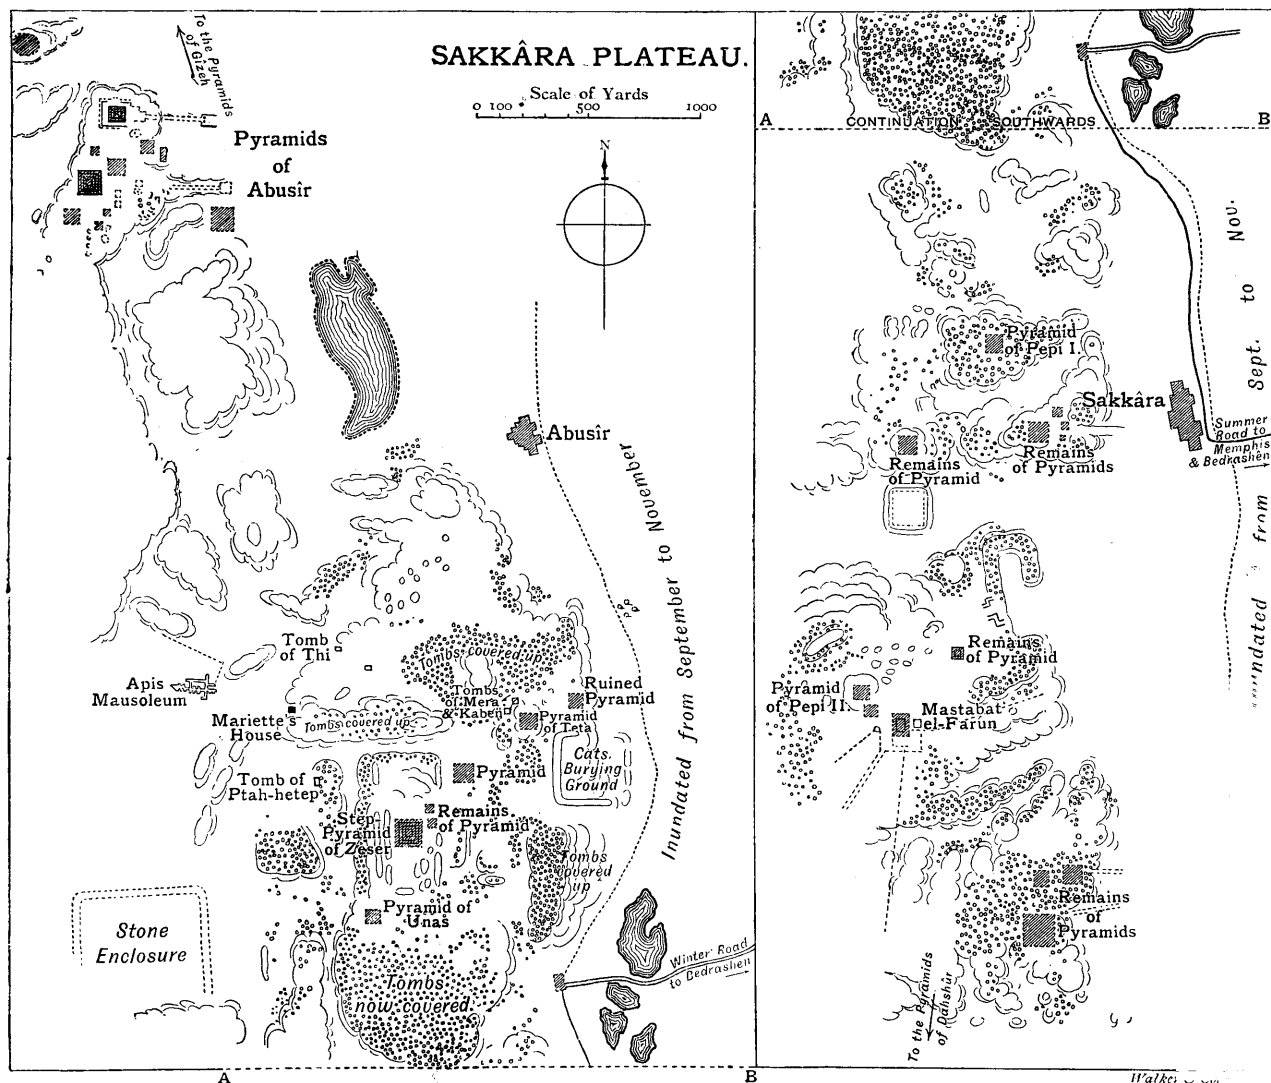 SAKKÂRA PLATEAU.
Scale of Yards
0 100 500 1000
N
To the Pyramids
of Gizeh
Pyramids
of
Abusîr
Abusîr
Inundated from September to November
Tomb
of Thi
Tombs covered up
Apis
Mausoleum
Mariette's
House
Tombs covered up
Tombs
of Mera
& Kaben
Ruined
Pyramid
Pyramid
of Teta
Cats.
Burying
Ground
Pyramid
Tomb of
Ptah-hetep
Step
Pyramid
of Zeser
Remains
of Pyramid
Tombs
covered
up
Pyramid of
Unas
Stone
Enclosure
Tombs
now covered
Winter Road
to Bedrashen
A
B
A
CONTINUATION SOUTHWARDS
B
Pyramid
of Pepi I.
Sakkâra
Summer
Road to
Memphis
& Bedrashên
Remains
of Pyramid
Remains
of Pyramids
Inundated from Sept. to Nov.
Remains
of Pyramid
Pyramid
of Pepi II.
Mastabat
el-Farun
Remains
of
Pyramids
To the Pyramids
of Dahshûr